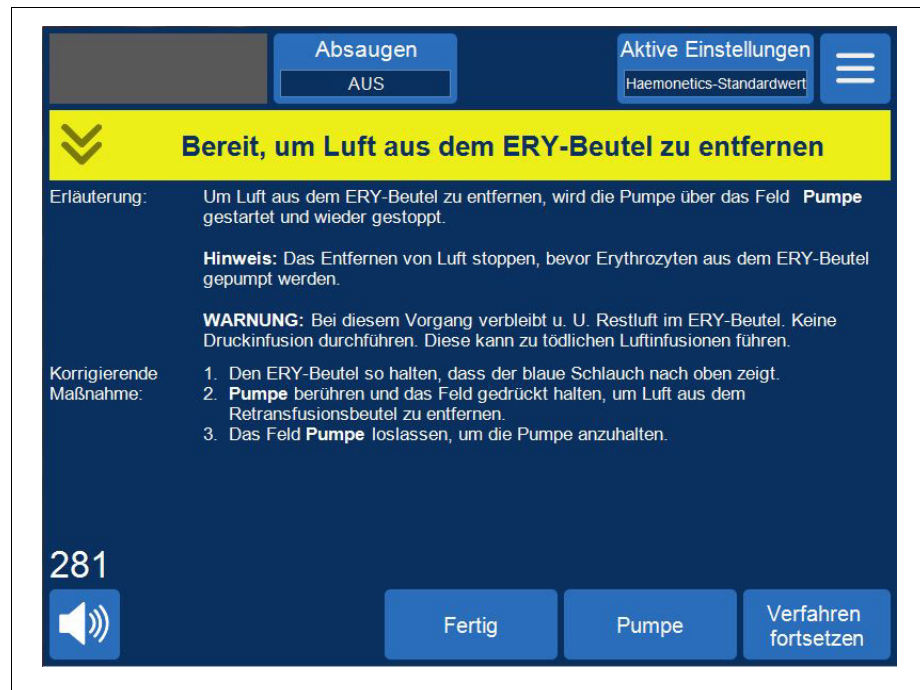 Absaugen
AUS
Aktive Einstellungen
Haemonetics-Standardwert
Bereit, um Luft aus dem ERY-Beutel zu entfernen
Erläuterung:
Um Luft aus dem ERY-Beutel zu entfernen, wird die Pumpe über das Feld Pumpe
gestartet und wieder gestoppt.
Hinweis: Das Entfernen von Luft stoppen, bevor Erythrozyten aus dem ERY-Beutel
gepumpt werden.
WARNUNG: Bei diesem Vorgang verbleibt u. U. Restluft im ERY-Beutel. Keine
Druckinfusion durchführen. Diese kann zu tödlichen Luftinfusionen führen.
Korrigierende
Maßnahme:
1. Den ERY-Beutel so halten, dass der blaue Schlauch nach oben zeigt.
2. Pumpe berühren und das Feld gedrückt halten, um Luft aus dem
Retransfusionsbeutel zu entfernen.
3. Das Feld Pumpe loslassen, um die Pumpe anzuhalten.
281
Fertig
Pumpe
Verfahren
fortsetzen